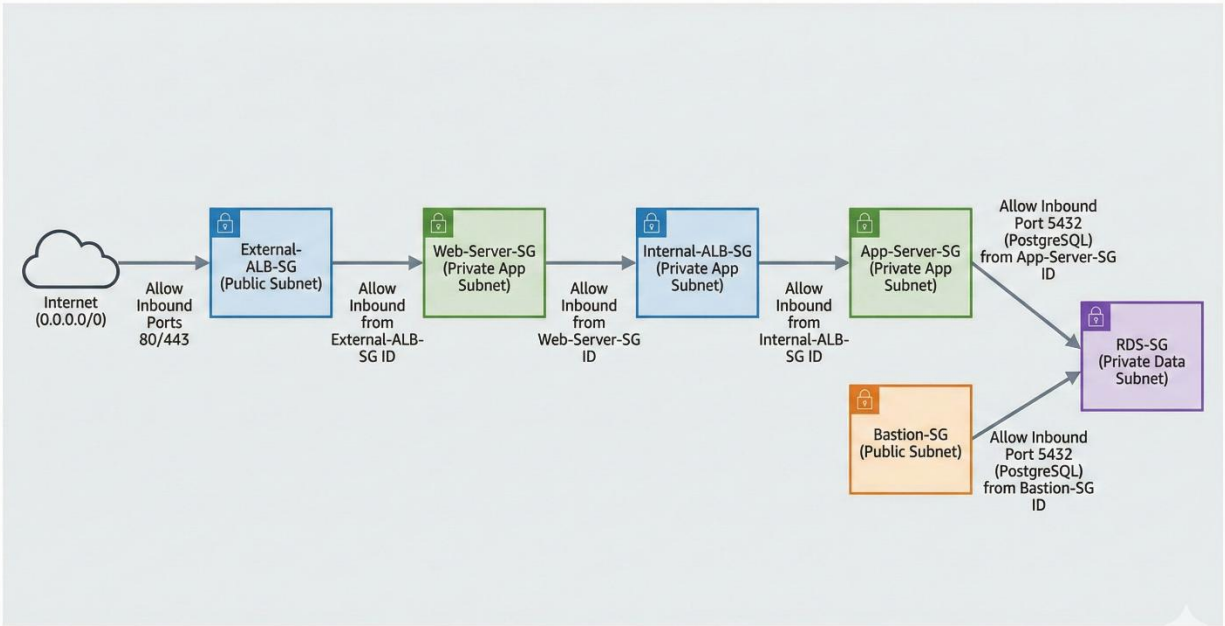 Internet
(0.0.0.0/0)
Allow
Inbound
Ports
80/443
External-
ALB-SG
(Public Subnet)
Allow
Inbound
from
External-ALB-
SG ID
Web-Server-SG
(Private App
Subnet)
Allow
Inbound
from
Web-Server-SG
ID
Internal-ALB-SG
(Private App
Subnet)
Allow
Inbound
from
Internal-ALB-
SG ID
App-Server-SG
(Private App
Subnet)
Allow Inbound
Port 5432
(PostgreSQL)
from App-Server-SG
ID
RDS-SG
(Private Data
Subnet)
Bastion-SG
(Public Subnet)
Allow Inbound
Port 5432
(PostgreSQL)
from Bastion-SG
ID